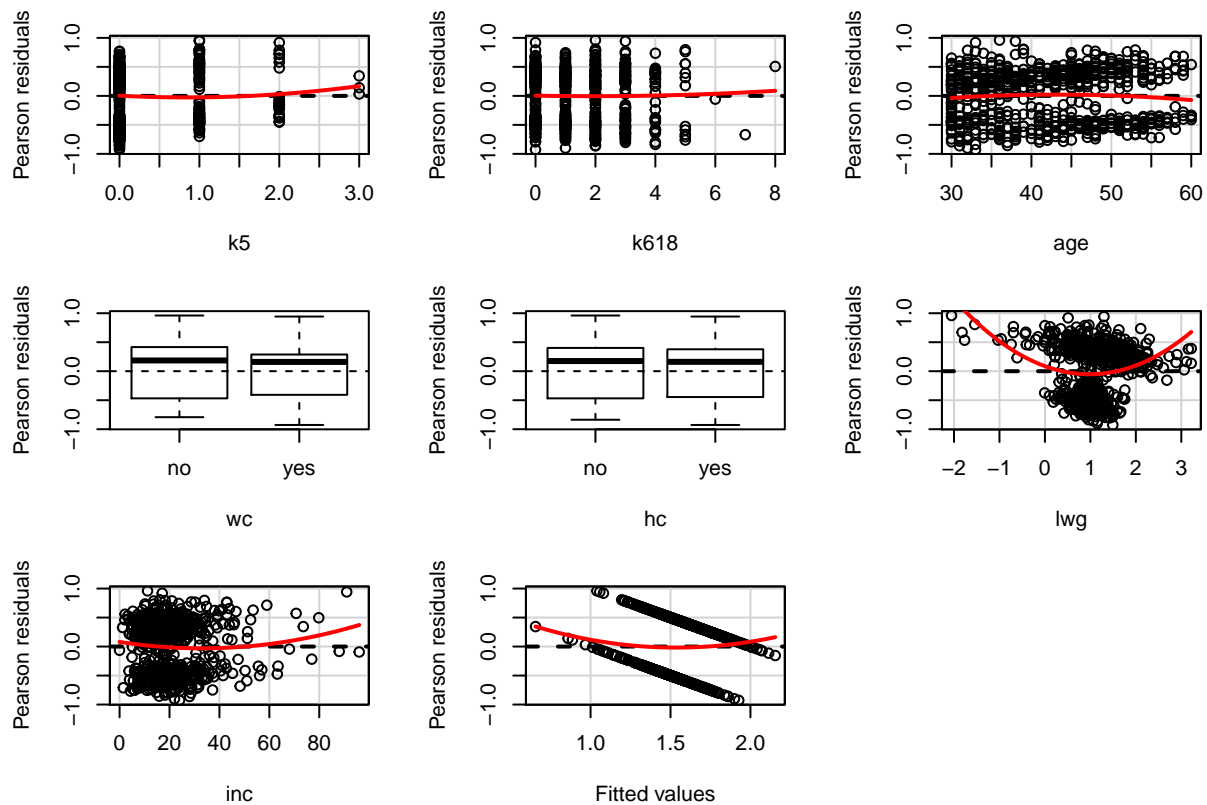 Pearson residuals
1.0
0.0
−1.0
0.0 1.0 2.0 3.0
k5
Pearson residuals
1.0
0.0
−1.0
0 2 4 6 8
k618
Pearson residuals
1.0
0.0
−1.0
30 40 50 60
age
Pearson residuals
1.0
0.0
−1.0
no yes
wc
Pearson residuals
1.0
0.0
−1.0
no yes
hc
Pearson residuals
1.0
0.0
−1.0
−2 −1 0 1 2 3
lwg
Pearson residuals
1.0
0.0
−1.0
0 20 40 60 80
inc
Pearson residuals
1.0
0.0
−1.0
1.0 1.5 2.0
Fitted values